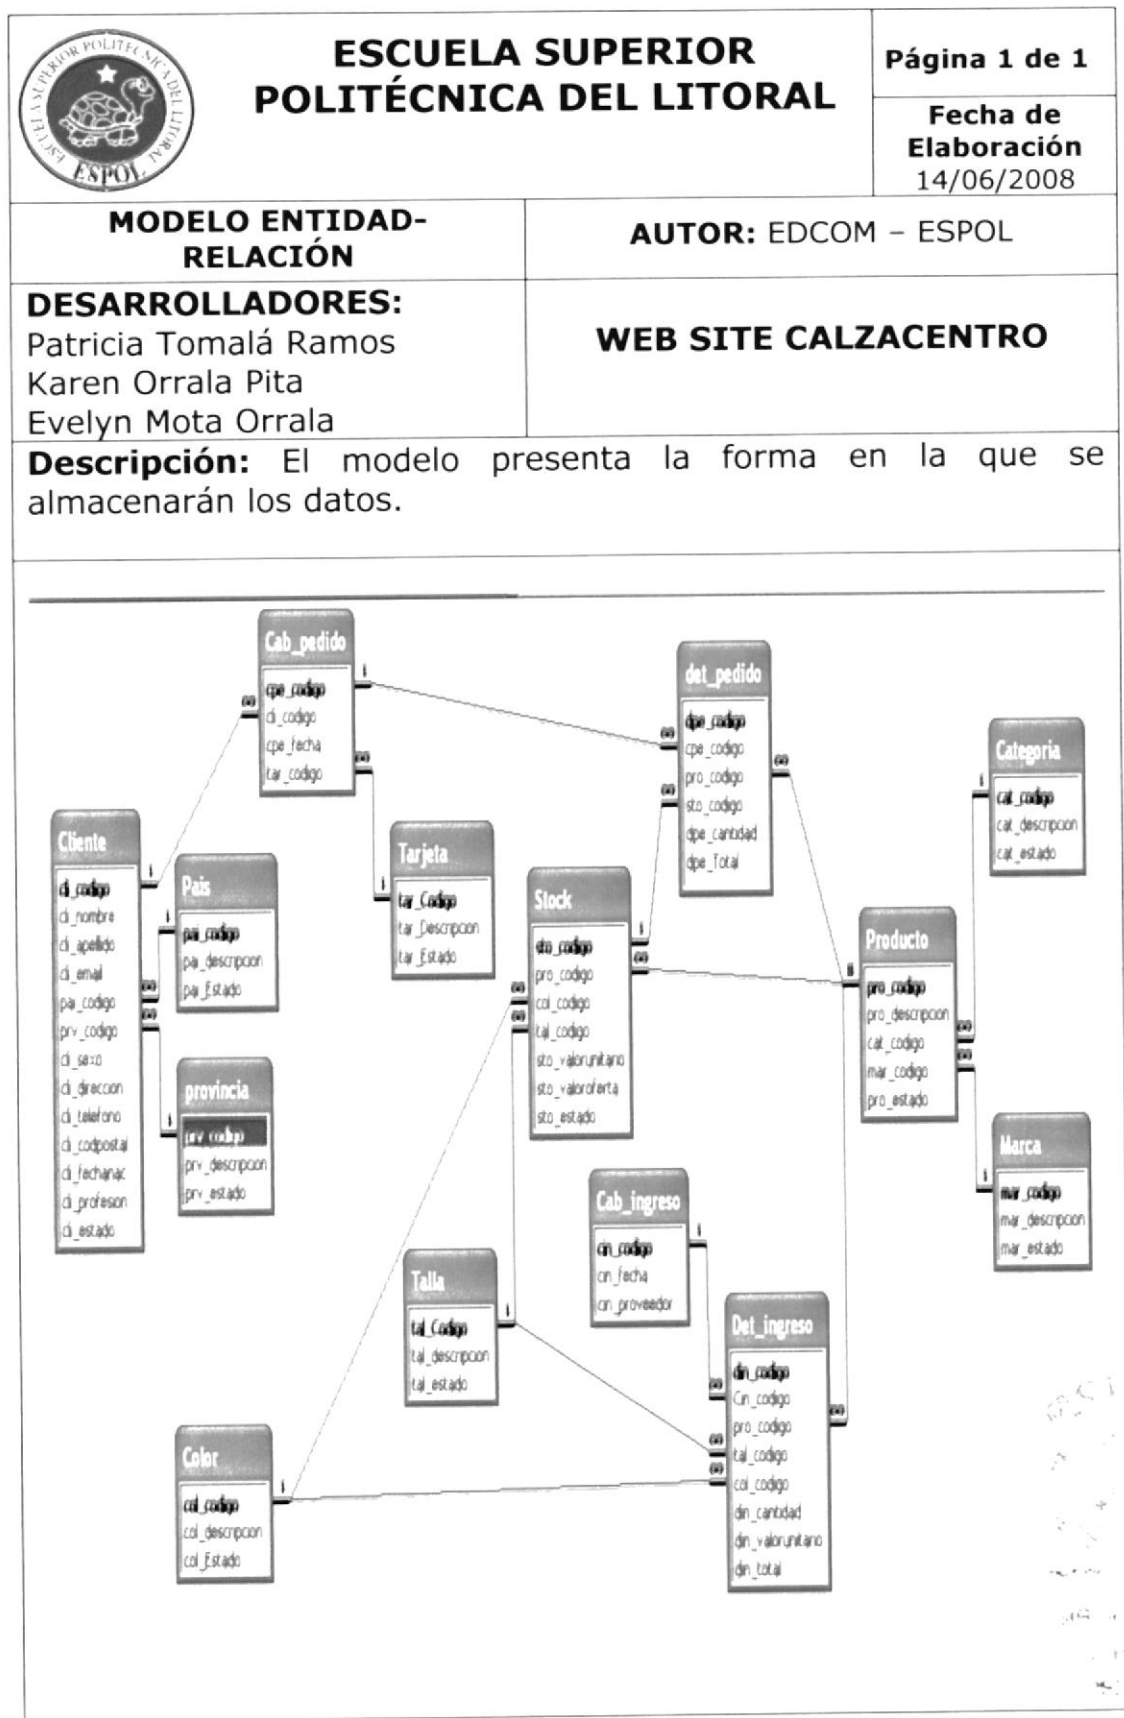 ESCUELA SUPERIOR POLITECNICA DEL LITORAL
ESPOL
ESCUELA SUPERIOR
POLITÉCNICA DEL LITORAL
Página 1 de 1
Fecha de
Elaboración
14/06/2008
MODELO ENTIDAD-
RELACIÓN
AUTOR: EDCOM – ESPOL
DESARROLLADORES:
Patricia Tomalá Ramos
Karen Orrala Pita
Evelyn Mota Orrala
WEB SITE CALZACENTRO
Descripción: El modelo presenta la forma en la que se
almacenarán los datos.
Cab_pedido
cpe_codigo
cli_codigo
cpe_fecha
tar_codigo
det_pedido
dpe_codigo
cpe_codigo
pro_codigo
sto_codigo
dpe_cantidad
dpe_Total
Categoria
cat_codigo
cat_descripcion
cat_estado
Cliente
cli_codigo
cli_nombre
cli_apellido
cli_email
pai_codigo
prv_codigo
cli_sexo
cli_direccion
cli_telefono
cli_codpostal
cli_fechanac
cli_profesion
cli_estado
Pais
pai_codigo
pai_descripcion
pai_Estado
Tarjeta
tar_Codigo
tar_Descripcion
tar_Estado
Stock
sto_codigo
pro_codigo
col_codigo
tal_codigo
sto_valorunitario
sto_valoroferta
sto_estado
Producto
pro_codigo
pro_descripcion
cat_codigo
mar_codigo
pro_estado
provincia
prv_codigo
prv_descripcion
prv_estado
Marca
mar_codigo
mar_descripcion
mar_estado
Cab_ingreso
cin_codigo
cin_fecha
cin_proveedor
Talla
tal_Codigo
tal_descripcion
tal_estado
Det_ingreso
din_codigo
Cin_codigo
pro_codigo
tal_codigo
col_codigo
din_cantidad
din_valorunitario
din_total
Color
col_codigo
col_descripcion
col_Estado